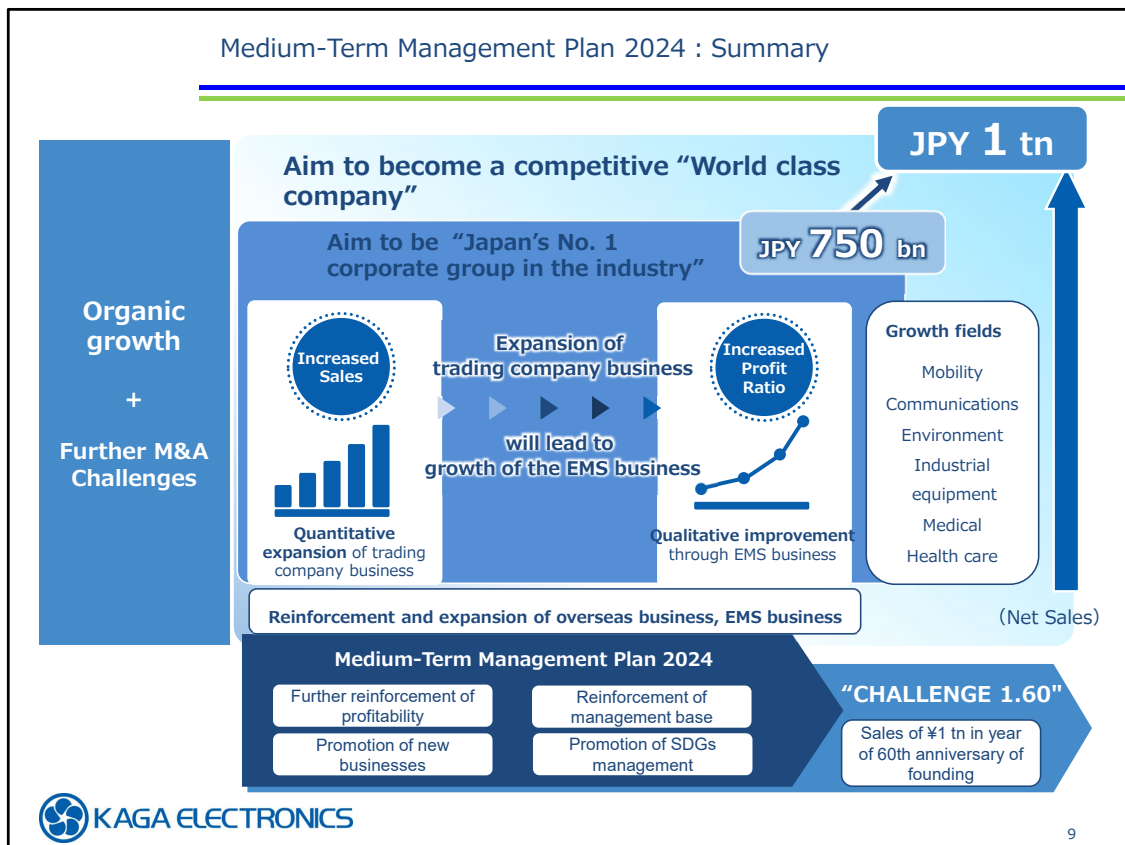 Medium-Term Management Plan 2024 : Summary
JPY 1 tn
Aim to become a competitive “World class
company”
JPY 750 bn
Aim to be “Japan’s No. 1
corporate group in the industry”
Organic
growth
+
Further M&A
Challenges
Increased
Sales
Quantitative
expansion of trading
company business
Expansion of
trading company business
will lead to
growth of the EMS business
Increased
Profit
Ratio
Qualitative improvement
through EMS business
Growth fields
Mobility
Communications
Environment
Industrial
equipment
Medical
Health care
(Net Sales)
Reinforcement and expansion of overseas business, EMS business
Medium-Term Management Plan 2024
Further reinforcement of
profitability
Reinforcement of
management base
Promotion of new
businesses
Promotion of SDGs
management
“CHALLENGE 1.60"
Sales of ¥1 tn in year
of 60th anniversary of
founding
KAGA ELECTRONICS
9